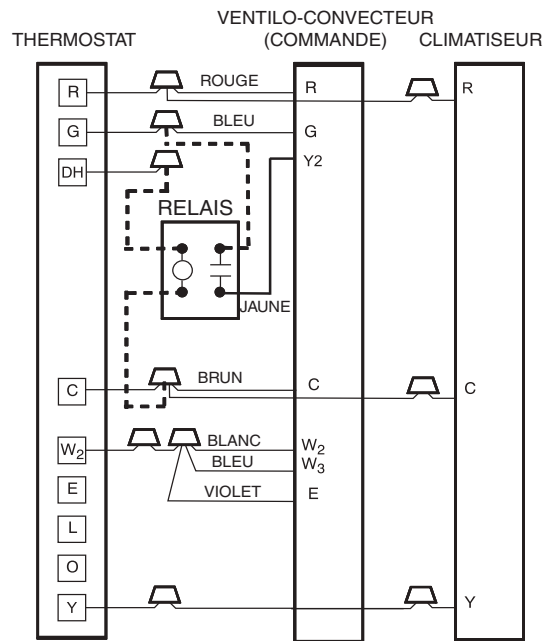 VENTILO-CONVECTEUR
THERMOSTAT (COMMANDE) CLIMATISEUR
R ROUGE R R
G BLEU G
DH Y2
RELAIS
JAUNE
C BRUN C C
W2 BLANC W2
BLEU W3
E VIOLET E
L
O
Y Y